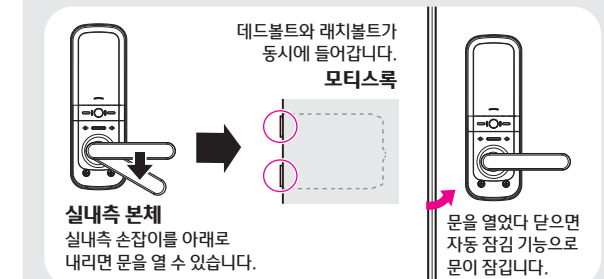 데드볼트와 래치볼트가
동시에 들어갑니다.
모티스록
실내측 본체
실내측 손잡이를 아래로
내리면 문을 열 수 있습니다.
문을 열었다 닫으면
자동 잠김 기능으로
문이 잠깁니다.